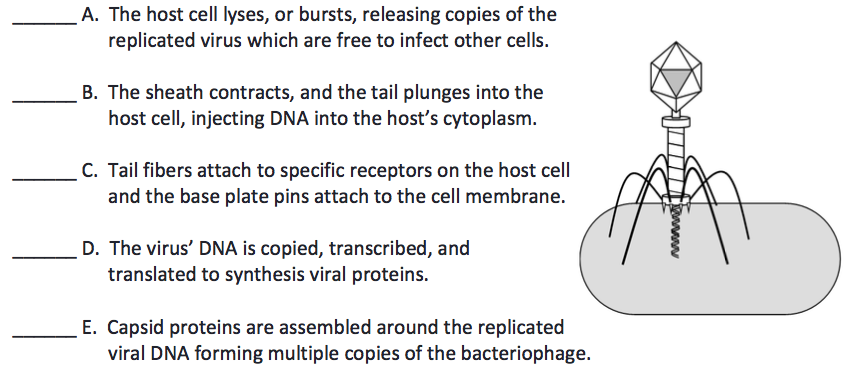 ______ A. The host cell lyses, or bursts, releasing copies of the
replicated virus which are free to infect other cells.
______ B. The sheath contracts, and the tail plunges into the
host cell, injecting DNA into the host’s cytoplasm.
______ C. Tail fibers attach to specific receptors on the host cell
and the base plate pins attach to the cell membrane.
______ D. The virus’ DNA is copied, transcribed, and
translated to synthesis viral proteins.
______ E. Capsid proteins are assembled around the replicated
viral DNA forming multiple copies of the bacteriophage.